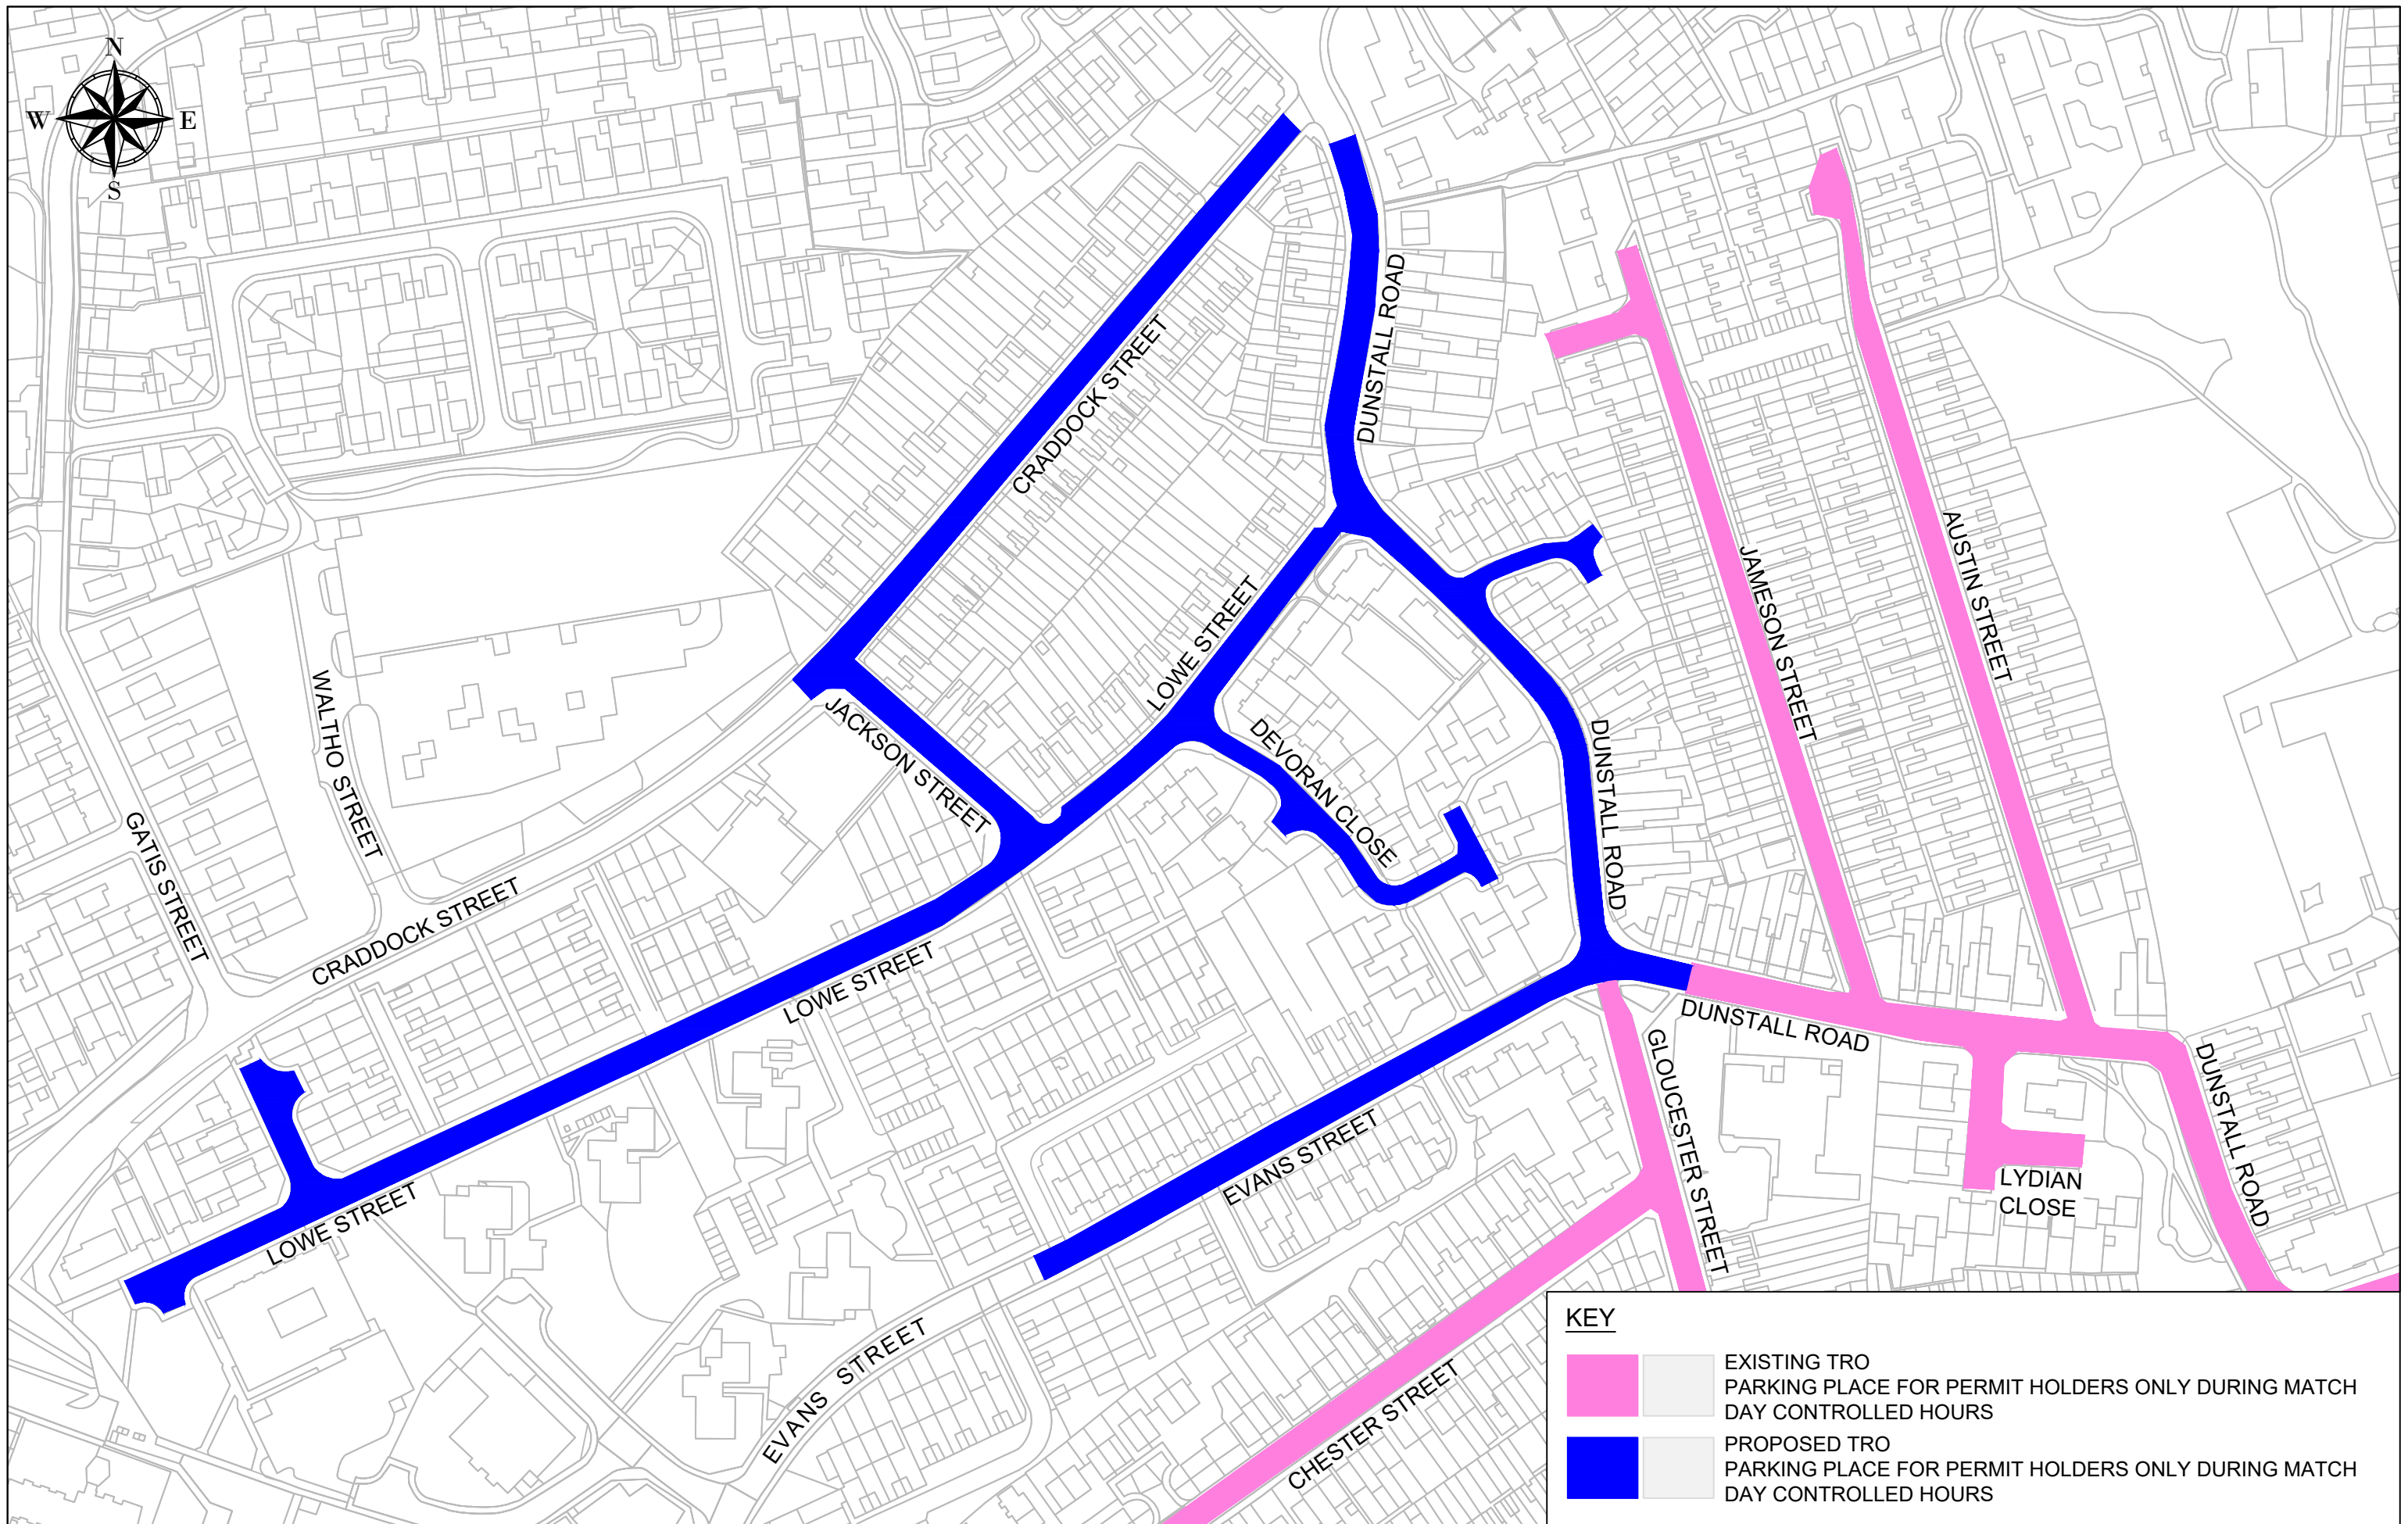 N
W
E
S
CRADDOCK STREET
DUNSTALL ROAD
JAMESON STREET
AUSTIN STREET
LOWE STREET
JACKSON STREET
DEVORAN CLOSE
DUNSTALL ROAD
WALTHO STREET
GATIS STREET
CRADDOCK STREET
LOWE STREET
DUNSTALL ROAD
GLOUCESTER STREET
DUNSTALL ROAD
LYDIAN
CLOSE
EVANS STREET
LOWE STREET
EVANS STREET
CHESTER STREET
KEY
EXISTING TRO
PARKING PLACE FOR PERMIT HOLDERS ONLY DURING MATCH
DAY CONTROLLED HOURS
PROPOSED TRO
PARKING PLACE FOR PERMIT HOLDERS ONLY DURING MATCH
DAY CONTROLLED HOURS